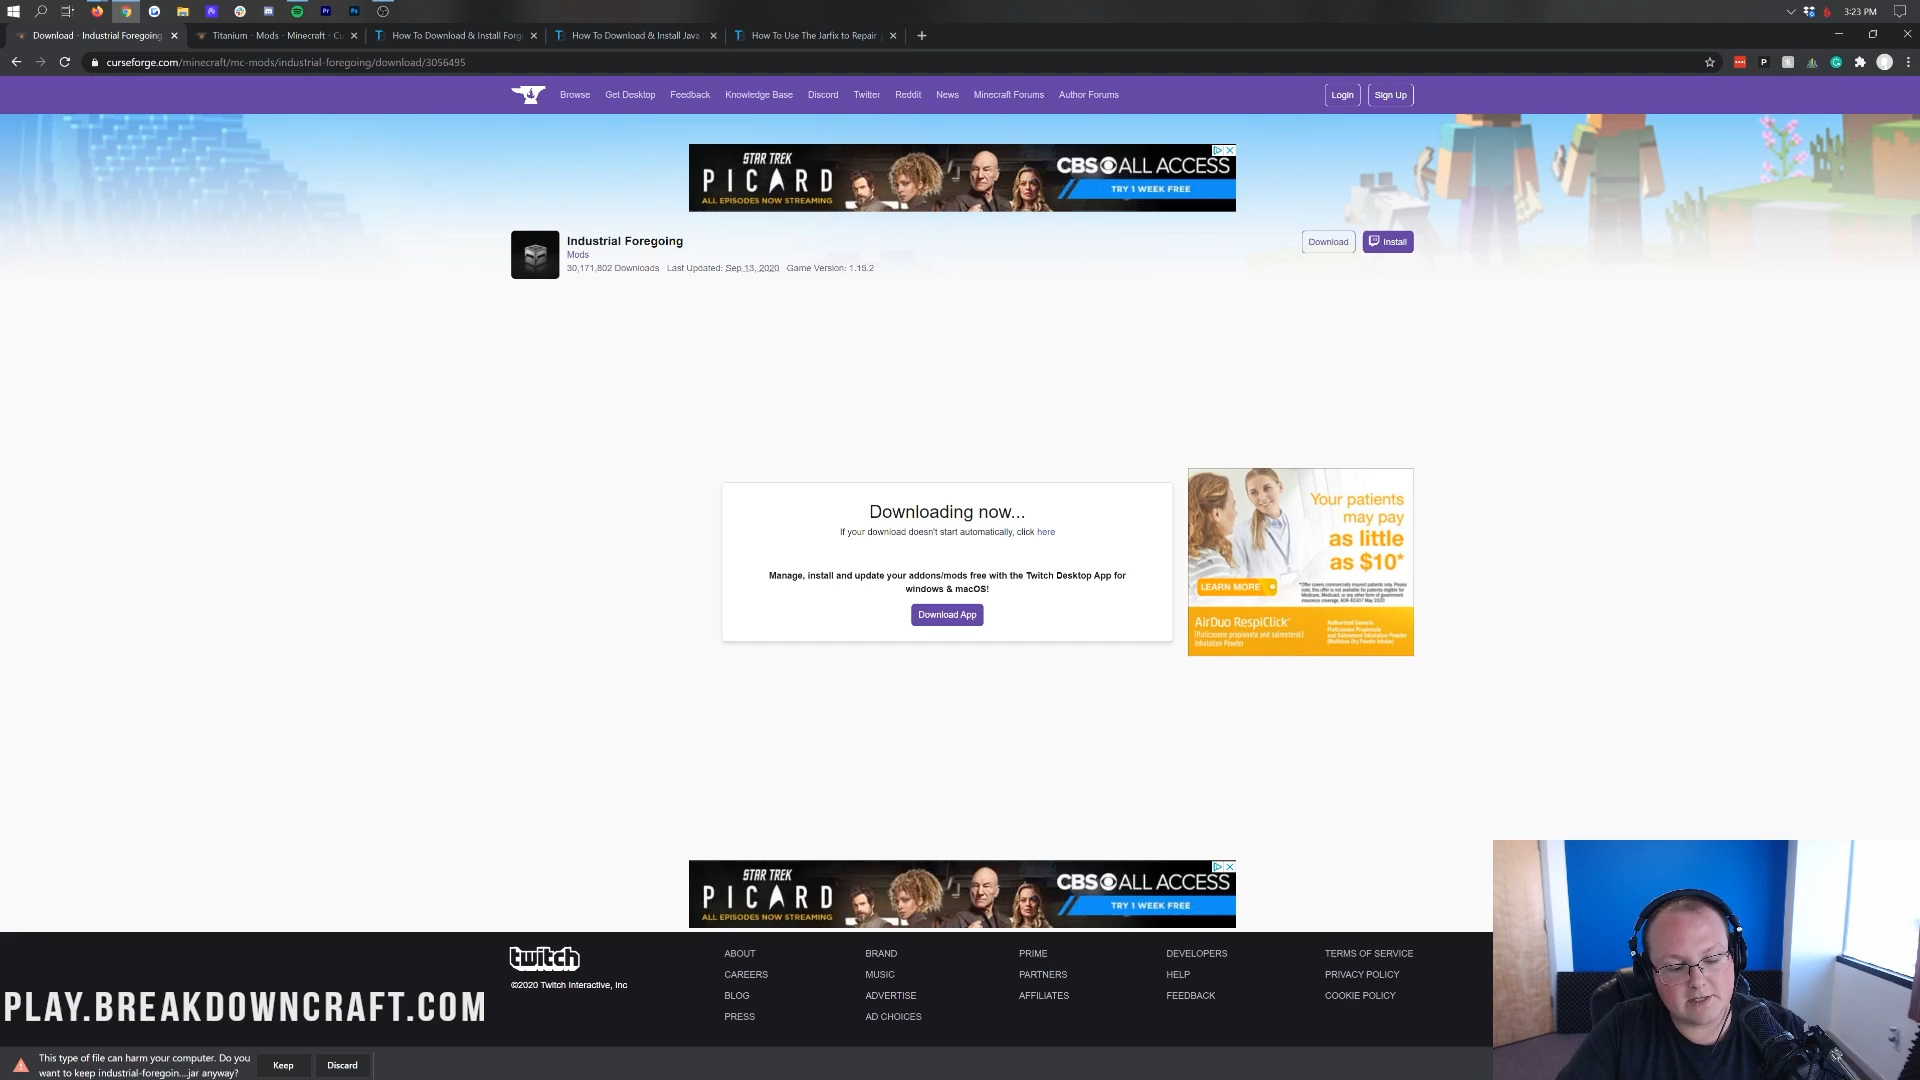 3:23 PM
Download - Industrial Foregoing
Titanium - Mods - Minecraft - Cu
How To Download & Install Forg
How To Download & Install Java
How To Use The Jarfix to Repair
curseforge.com/minecraft/mc-mods/industrial-foregoing/download/3056495
Browse Get Desktop Feedback Knowledge Base Discord Twitter Reddit News Minecraft Forums Author Forums
Login Sign Up
STAR TREK
PICARD
ALL EPISODES NOW STREAMING
CBS ALL ACCESS
TRY 1 WEEK FREE
Industrial Foregoing
Mods
30,171,802 Downloads Last Updated: Sep 13, 2020 Game Version: 1.16.2
Download Install
Downloading now...
If your download doesn't start automatically, click here
Manage, install and update your addons/mods free with the Twitch Desktop App for
windows & macOS!
Download App
Your patients
may pay
as little
as $10*
LEARN MORE
AirDuo RespiClick
(fluticasone propionate and salmeterol)
Inhalation Powder
STAR TREK
PICARD
ALL EPISODES NOW STREAMING
CBS ALL ACCESS
TRY 1 WEEK FREE
twitch
©2020 Twitch Interactive, Inc
ABOUT
CAREERS
BLOG
PRESS
BRAND
MUSIC
ADVERTISE
AD CHOICES
PRIME
PARTNERS
AFFILIATES
DEVELOPERS
HELP
FEEDBACK
TERMS OF SERVICE
PRIVACY POLICY
COOKIE POLICY
PLAY.BREAKDOWNCRAFT.COM
This type of file can harm your computer. Do you
want to keep industrial-foregoin....jar anyway?
Keep Discard